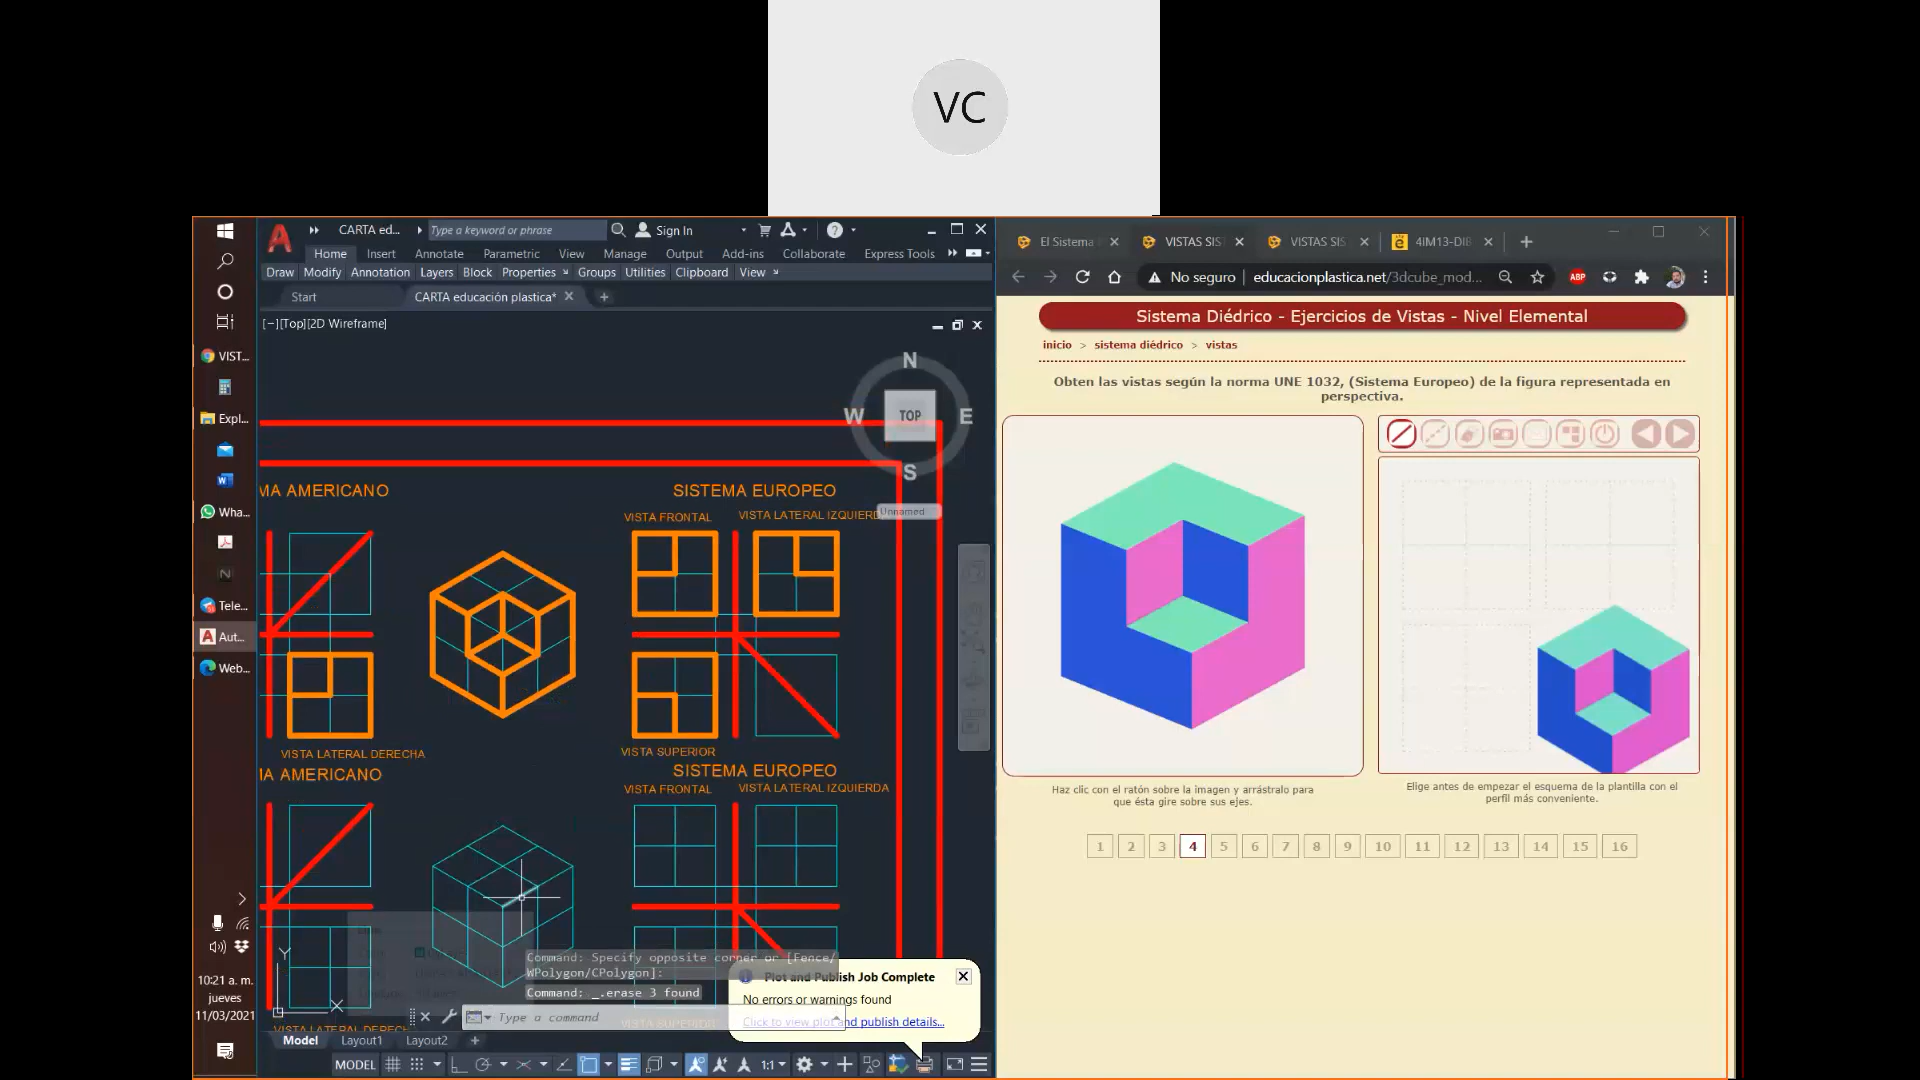 VC
CARTA ed...
Type a keyword or phrase
Sign In
Home Insert Annotate Parametric View Manage Output Add-ins Collaborate Express Tools
Draw Modify Annotation Layers Block Properties Groups Utilities Clipboard View
Start
CARTA educación plastica*
[−][Top][2D Wireframe]
N
W TOP E
S
Unnamed
MA AMERICANO
SISTEMA EUROPEO
VISTA FRONTAL
VISTA LATERAL IZQUIERD
VISTA LATERAL DERECHA
VISTA SUPERIOR
MA AMERICANO
SISTEMA EUROPEO
VISTA FRONTAL
VISTA LATERAL IZQUIERDA
VISTA LATERAL DERECH
VISTA SUPERIOR
Y
X
Command: Specify opposite corner or [Fence/
WPolygon/CPolygon]:
Command: _.erase 3 found
Type a command
Plot and Publish Job Complete
No errors or warnings found
Click to view plot and publish details...
Model Layout1 Layout2
MODEL
1:1
VIST...
Expl...
Wha...
Tele...
Aut...
Web...
10:21 a. m.
jueves
11/03/2021
El Sistema
VISTAS SIS
VISTAS SIS
4IM13-DIB
No seguro | educacionplastica.net/3dcube_mod...
ABP
Sistema Diédrico - Ejercicios de Vistas - Nivel Elemental
inicio > sistema diédrico > vistas
Obten las vistas según la norma UNE 1032, (Sistema Europeo) de la figura representada en
perspectiva.
Haz clic con el ratón sobre la imagen y arrástralo para
que ésta gire sobre sus ejes.
Elige antes de empezar el esquema de la plantilla con el
perfil más conveniente.
1 2 3 4 5 6 7 8 9 10 11 12 13 14 15 16